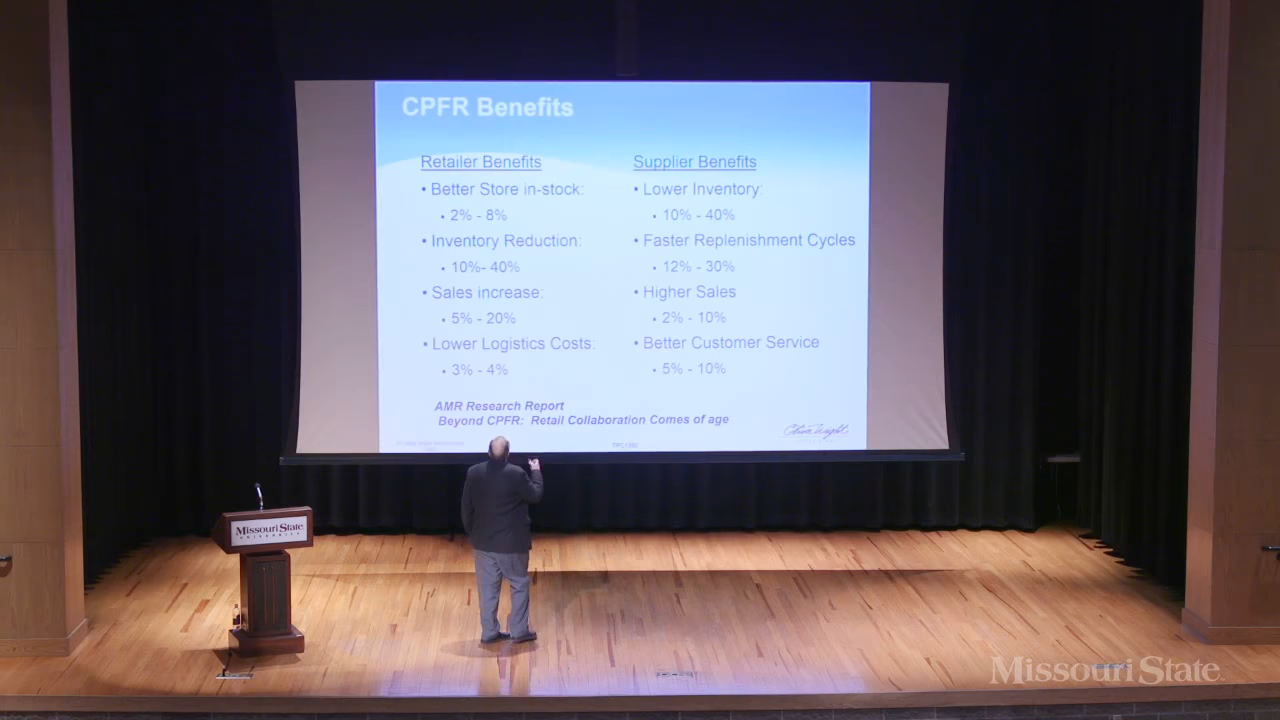 CPFR Benefits
Retailer Benefits
• Better Store in-stock:
• 2% - 8%
• Inventory Reduction:
• 10%- 40%
• Sales increase:
• 5% - 20%
• Lower Logistics Costs:
• 3% - 4%
Supplier Benefits
• Lower Inventory:
• 10% - 40%
• Faster Replenishment Cycles
• 12% - 30%
• Higher Sales
• 2% - 10%
• Better Customer Service
• 5% - 10%
AMR Research Report
Beyond CPFR: Retail Collaboration Comes of age
Oliver Wight
Missouri State
UNIVERSITY
Missouri State